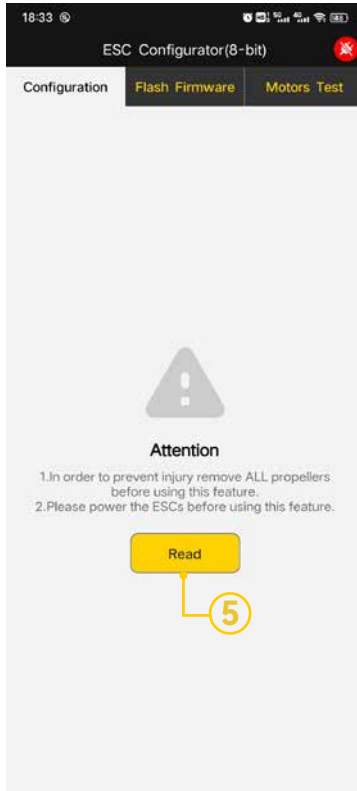 18:33
ESC Configurator(8-bit)
Configuration
Flash Firmware
Motors Test
Attention
1.In order to prevent injury remove ALL propellers
before using this feature.
2.Please power the ESCs before using this feature.
Read
5